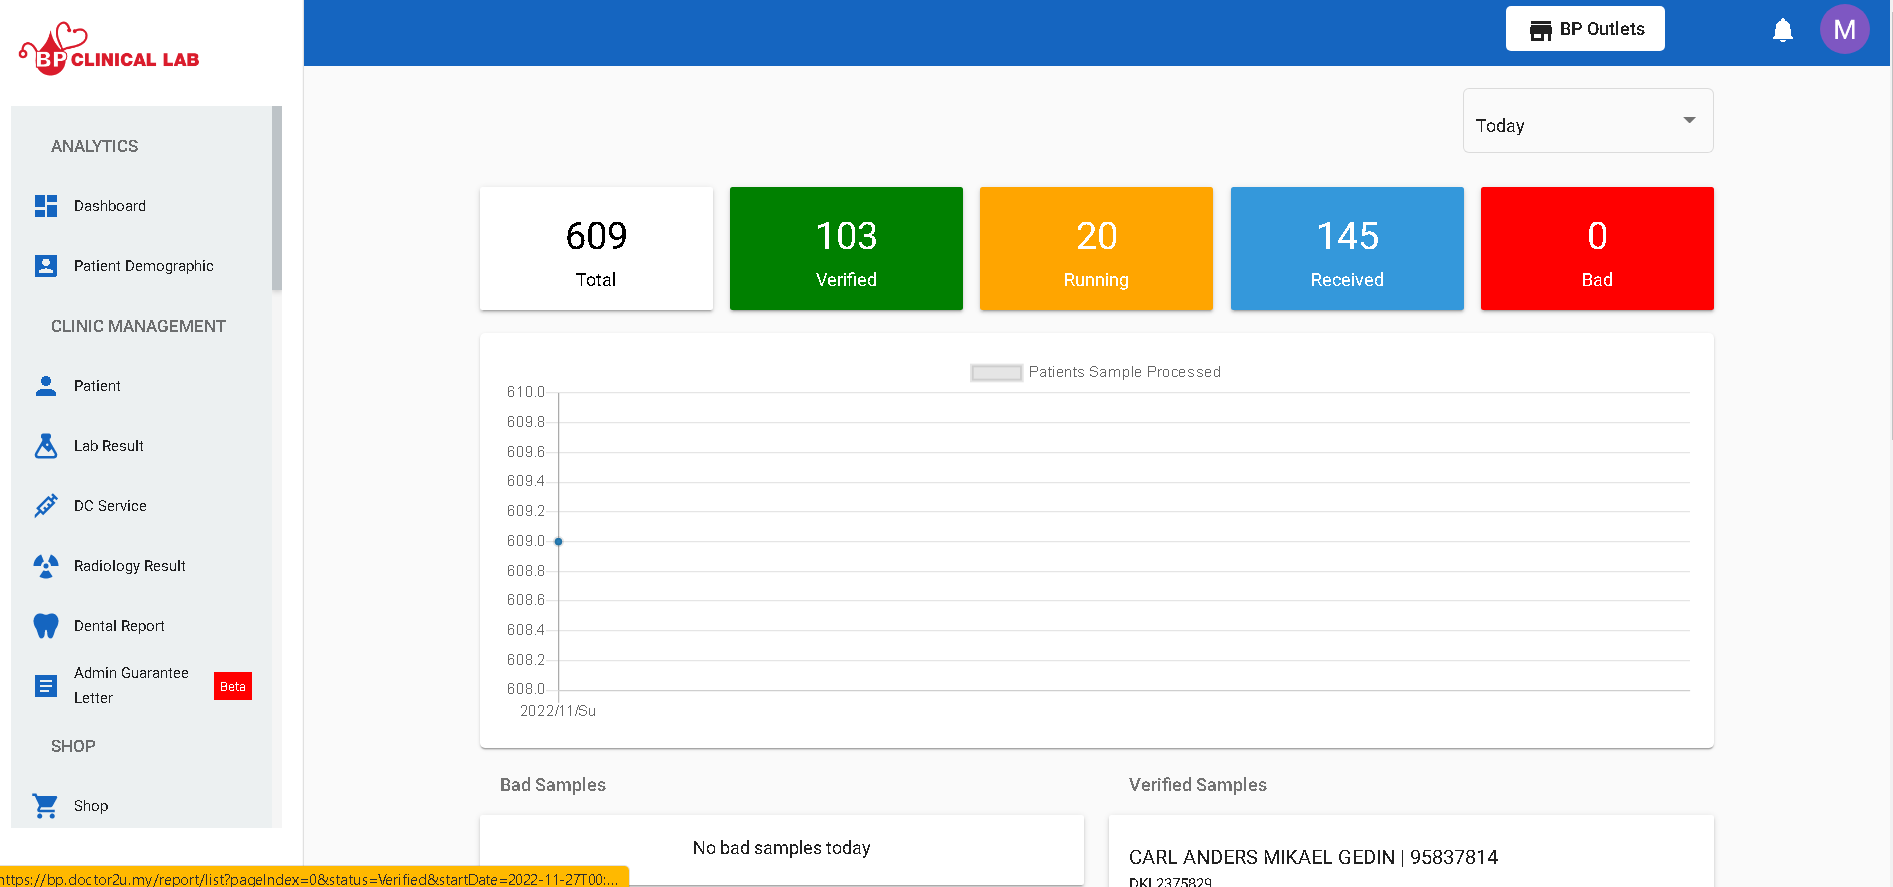 BP CLINICAL LAB
BP Outlets
M
ANALYTICS
Dashboard
Patient Demographic
CLINIC MANAGEMENT
Patient
Lab Result
DC Service
Radiology Result
Dental Report
Admin Guarantee
Letter
Beta
SHOP
Shop
Today
609
Total
103
Verified
20
Running
145
Received
0
Bad
Patients Sample Processed
610.0
609.8
609.6
609.4
609.2
609.0
608.8
608.6
608.4
608.2
608.0
2022/11/Su
Bad Samples
No bad samples today
Verified Samples
CARL ANDERS MIKAEL GEDIN | 95837814
DKL2375829
https://bp.doctor2u.my/report/list?pageIndex=0&status=Verified&startDate=2022-11-27T00:...